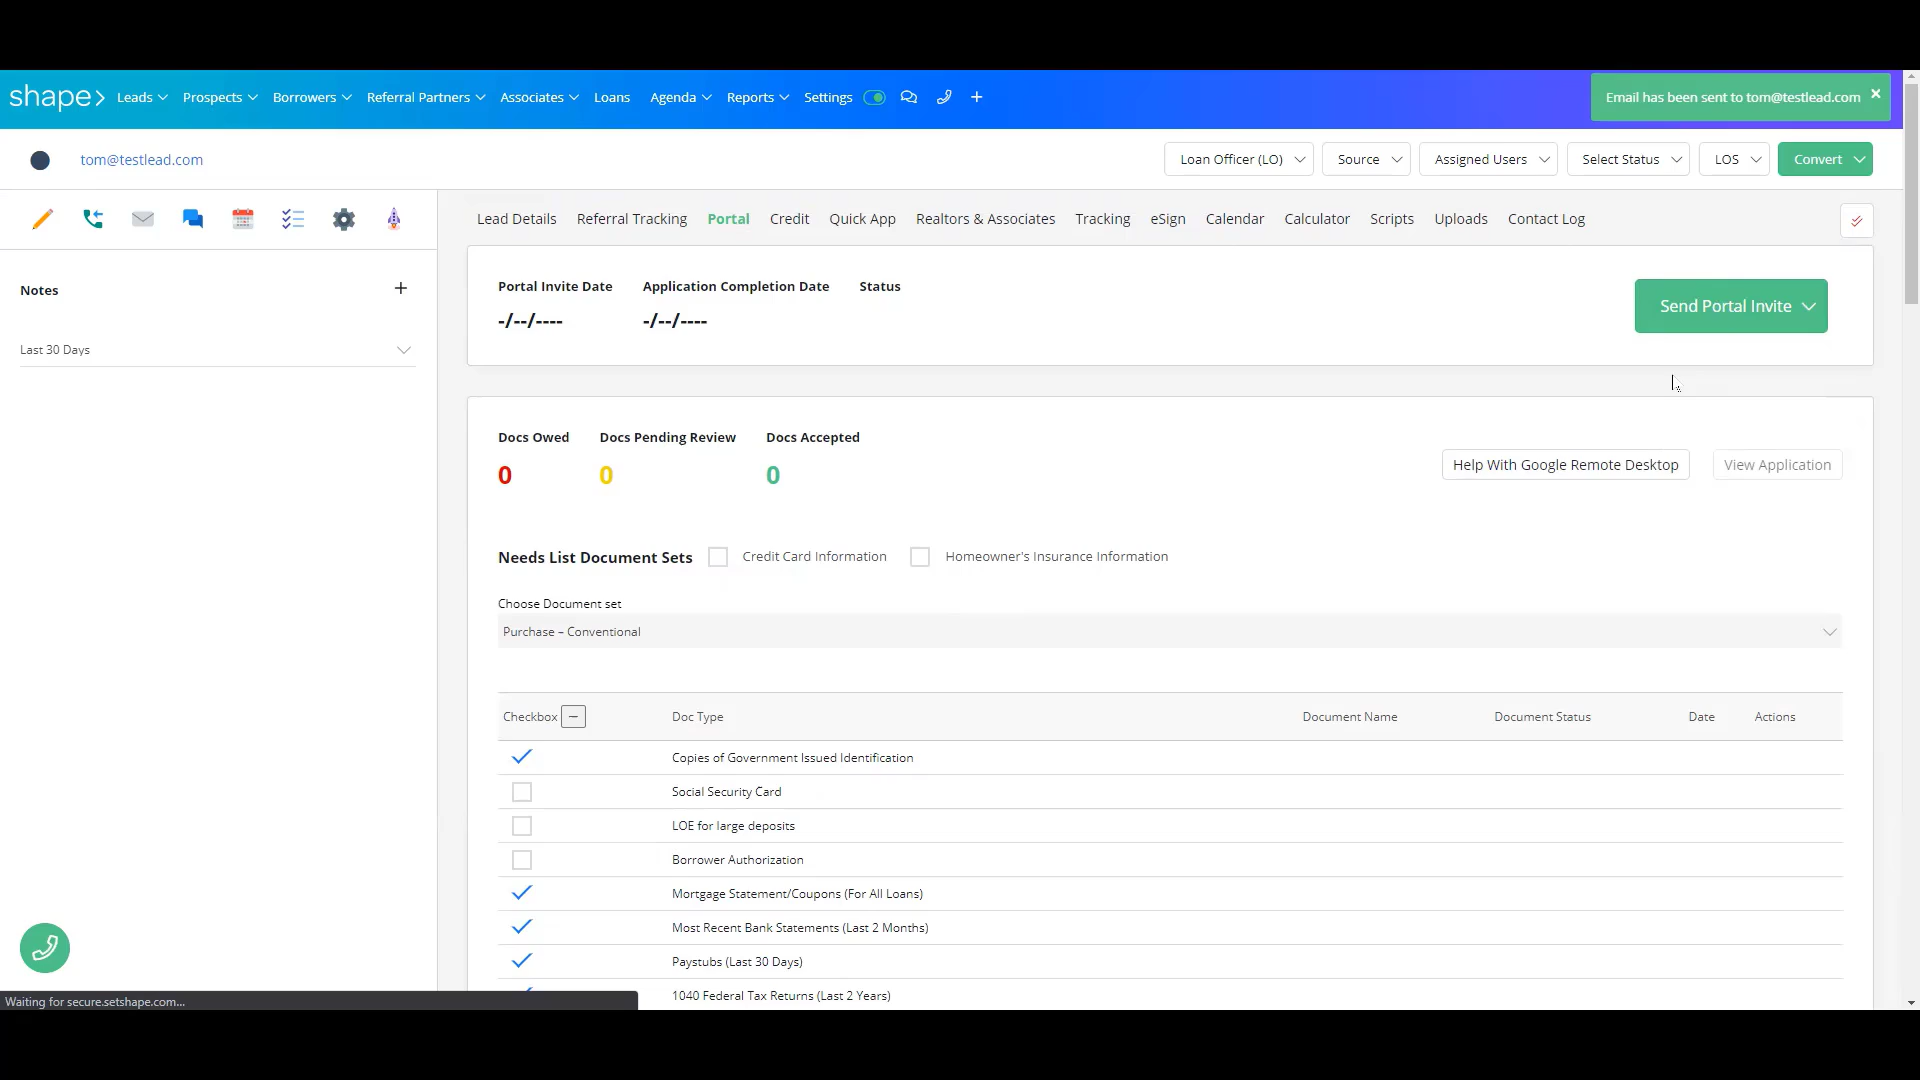 shape> Leads Prospects Borrowers Referral Partners Associates Loans Agenda Reports Settings
Email has been sent to tom@testlead.com ×
tom@testlead.com
Loan Officer (LO) Source Assigned Users Select Status LOS Convert
Lead Details Referral Tracking Portal Credit Quick App Realtors & Associates Tracking eSign Calendar Calculator Scripts Uploads Contact Log
Notes +
Last 30 Days
Portal Invite Date Application Completion Date Status
-/--/---- -/--/----
Send Portal Invite
Docs Owed Docs Pending Review Docs Accepted
0 0 0
Help With Google Remote Desktop View Application
Needs List Document Sets Credit Card Information Homeowner's Insurance Information
Choose Document set
Purchase – Conventional
Checkbox Doc Type Document Name Document Status Date Actions
Copies of Government Issued Identification
Social Security Card
LOE for large deposits
Borrower Authorization
Mortgage Statement/Coupons (For All Loans)
Most Recent Bank Statements (Last 2 Months)
Paystubs (Last 30 Days)
1040 Federal Tax Returns (Last 2 Years)
Waiting for secure.setshape.com...